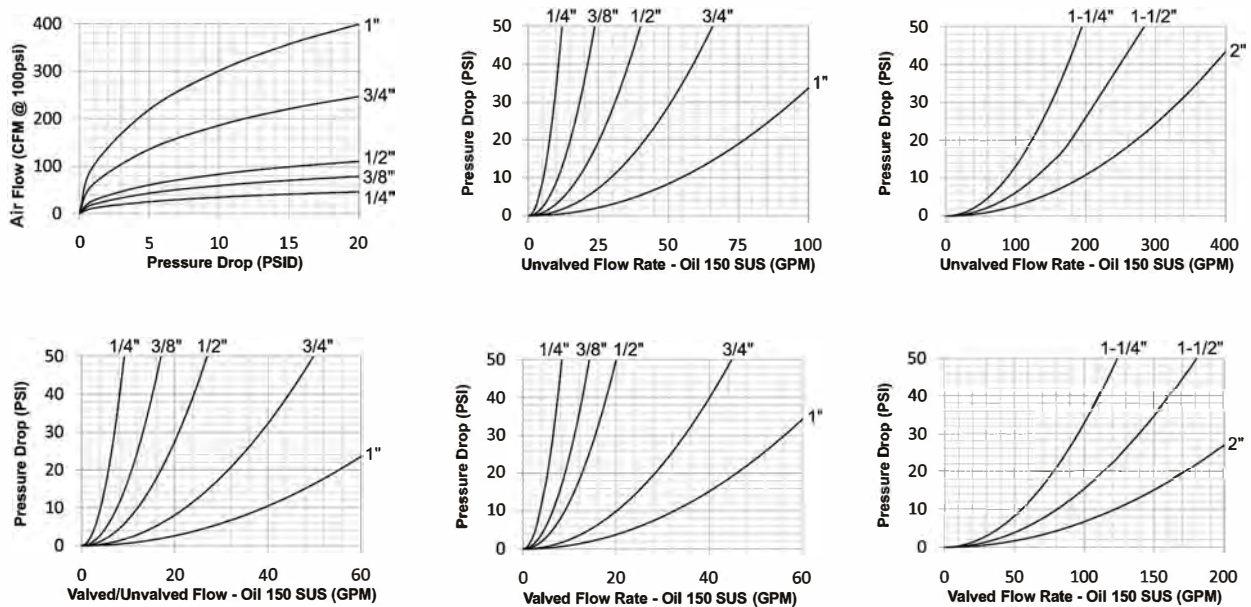 Air Flow (CFM @ 100psi)
400
300
200
100
0
1"
3/4"
1/2"
3/8"
1/4"
0 5 10 15 20
Pressure Drop (PSID)
Pressure Drop (PSI)
50
40
30
20
10
0
1/4" 3/8" 1/2" 3/4"
1"
0 25 50 75 100
Unvalved Flow Rate - Oil 150 SUS (GPM)
Pressure Drop (PSI)
50
40
30
20
10
0
1-1/4" 1-1/2"
2"
0 100 200 300 400
Unvalved Flow Rate - Oil 150 SUS (GPM)
Pressure Drop (PSI)
50
40
30
20
10
0
1/4" 3/8" 1/2" 3/4"
1"
0 20 40 60
Valved/Unvalved Flow - Oil 150 SUS (GPM)
Pressure Drop (PSI)
50
40
30
20
10
0
1/4" 3/8" 1/2" 3/4"
1"
0 20 40 60
Valved Flow Rate - Oil 150 SUS (GPM)
Pressure Drop (PSI)
50
40
30
20
10
0
1-1/4" 1-1/2"
2"
0 50 100 150 200
Valved Flow Rate - Oil 150 SUS (GPM)